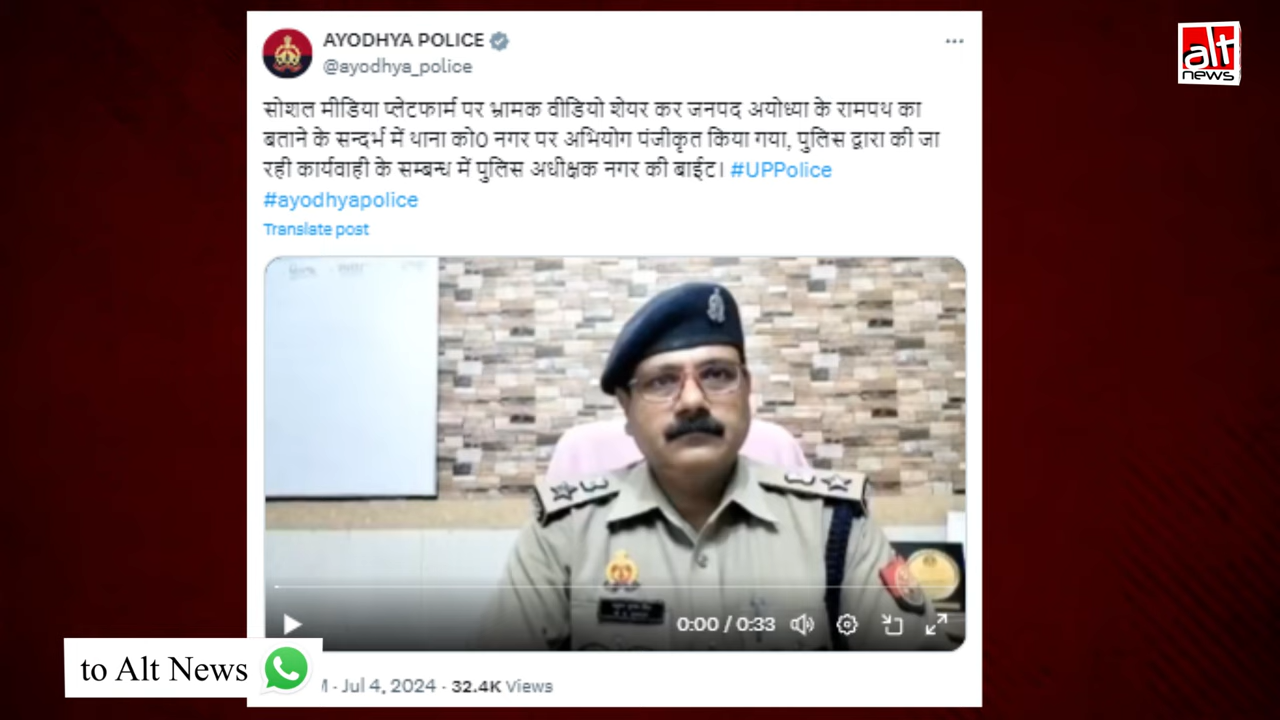 AYODHYA POLICE
@ayodhya_police
सोशल मीडिया प्लेटफार्म पर भ्रामक वीडियो शेयर कर जनपद अयोध्या के रामपथ का
बताने के सन्दर्भ में थाना को0 नगर पर अभियोग पंजीकृत किया गया, पुलिस द्वारा की जा
रही कार्यवाही के सम्बन्ध में पुलिस अधीक्षक नगर की बाईट। #UPPolice
#ayodhyapolice
Translate post
0:00 / 0:33
· Jul 4, 2024 · 32.4K Views
to Alt News
alt
news